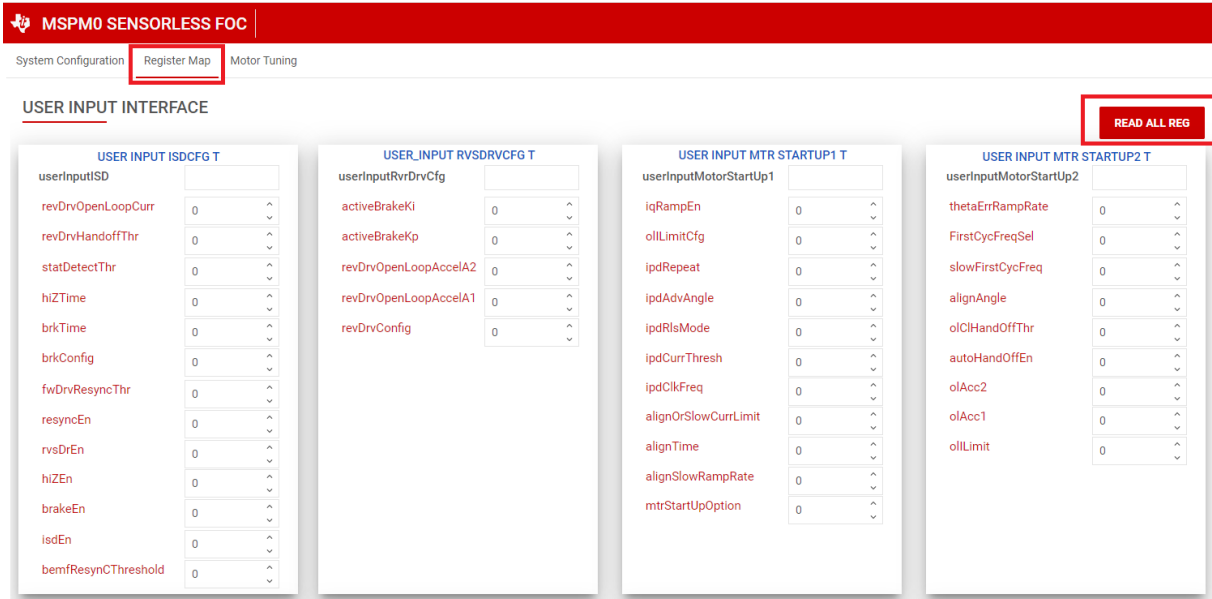 MSPM0 SENSORLESS FOC
System Configuration Register Map Motor Tuning
USER INPUT INTERFACE
READ ALL REG
USER INPUT ISDCFG T
userInputISD
revDrvOpenLoopCurr 0
revDrvHandoffThr 0
statDetectThr 0
hiZTime 0
brkTime 0
brkConfig 0
fwDrvResyncThr 0
resyncEn 0
rvsDrEn 0
hiZEn 0
brakeEn 0
isdEn 0
bemfResynCThreshold 0
USER_INPUT RVSDRVCFG T
userInputRvrDrvCfg
activeBrakeKi 0
activeBrakeKp 0
revDrvOpenLoopAccelA2 0
revDrvOpenLoopAccelA1 0
revDrvConfig 0
USER INPUT MTR STARTUP1 T
userInputMotorStartUp1
iqRampEn 0
olILimitCfg 0
ipdRepeat 0
ipdAdvAngle 0
ipdRlsMode 0
ipdCurrThresh 0
ipdClkFreq 0
alignOrSlowCurrLimit 0
alignTime 0
alignSlowRampRate 0
mtrStartUpOption 0
USER INPUT MTR STARTUP2 T
userInputMotorStartUp2
thetaErrRampRate 0
FirstCycFreqSel 0
slowFirstCycFreq 0
alignAngle 0
olClHandOffThr 0
autoHandOffEn 0
olAcc2 0
olAcc1 0
olILimit 0